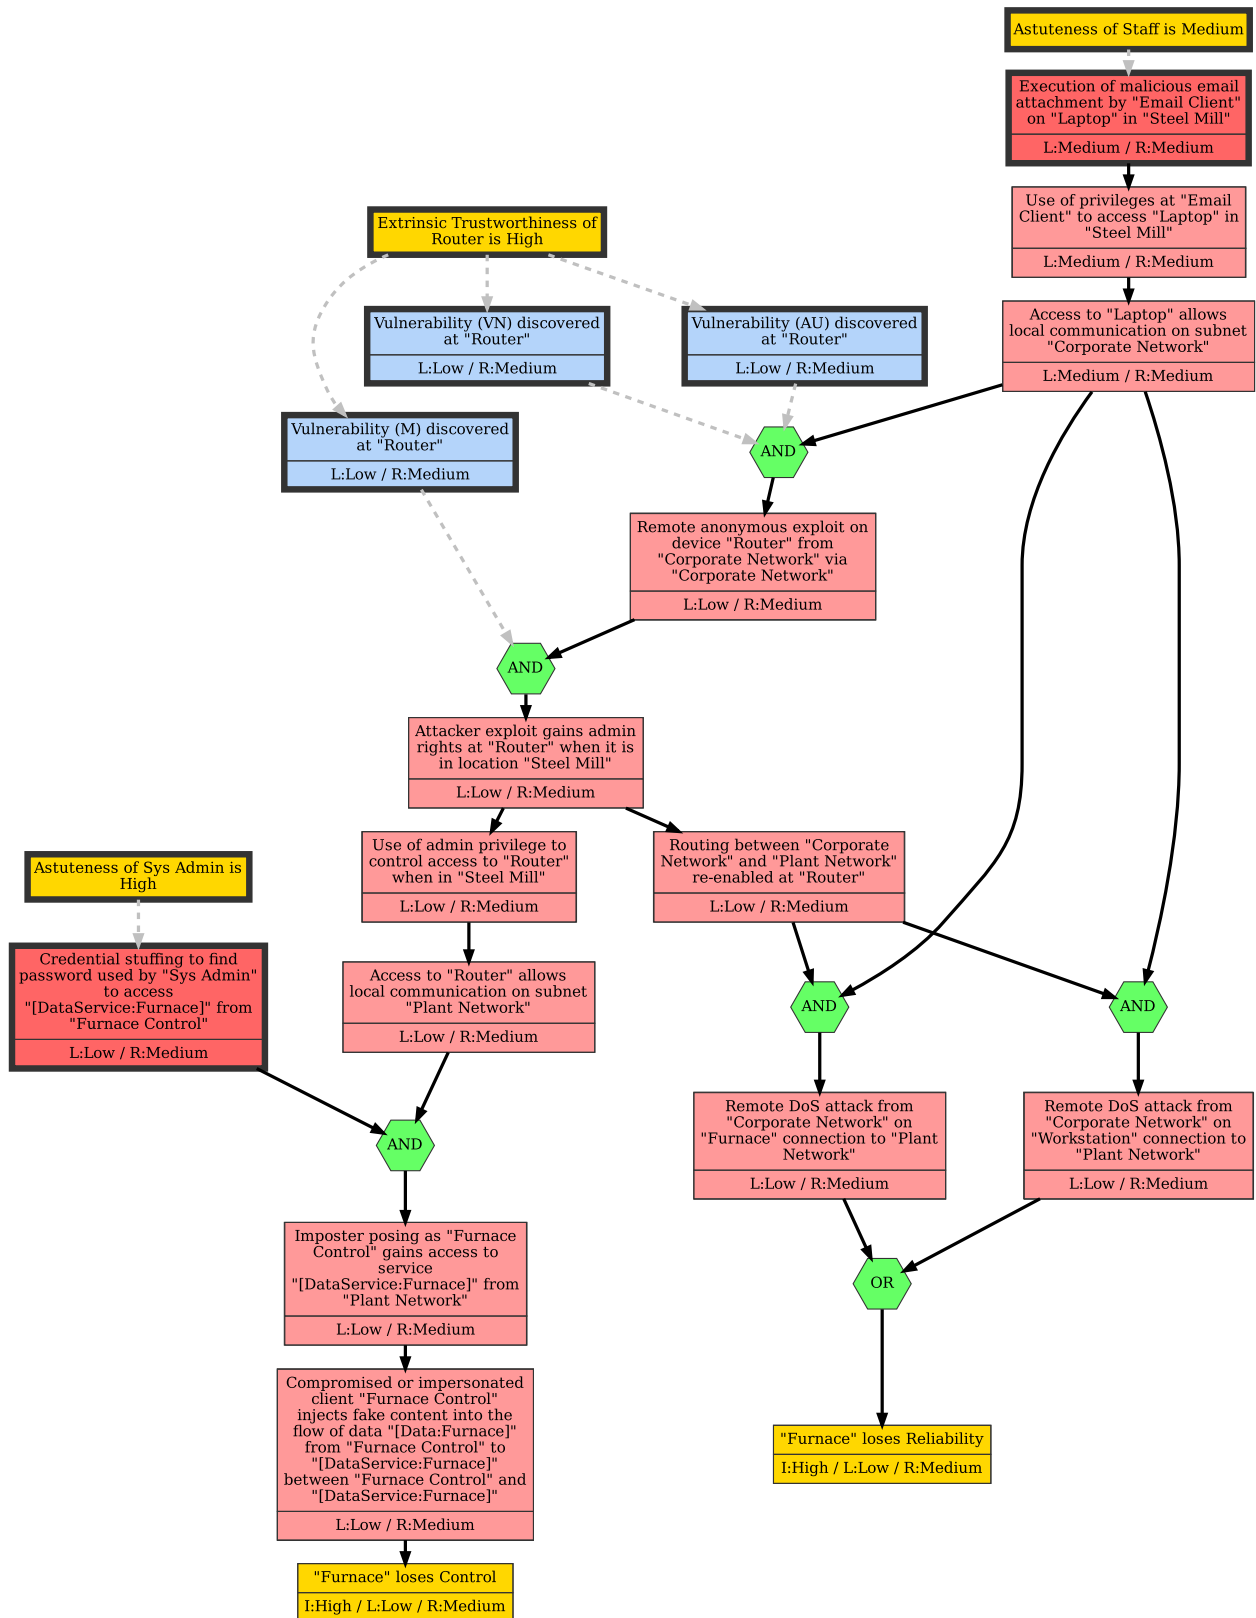 Astuteness of Staff is Medium
Execution of malicious email
attachment by "Email Client"
on "Laptop" in "Steel Mill"
L:Medium / R:Medium
Use of privileges at "Email
Client" to access "Laptop" in
"Steel Mill"
L:Medium / R:Medium
Extrinsic Trustworthiness of
Router is High
Access to "Laptop" allows
local communication on subnet
"Corporate Network"
L:Medium / R:Medium
Vulnerability (VN) discovered
at "Router"
L:Low / R:Medium
Vulnerability (AU) discovered
at "Router"
L:Low / R:Medium
Vulnerability (M) discovered
at "Router"
L:Low / R:Medium
AND
Remote anonymous exploit on
device "Router" from
"Corporate Network" via
"Corporate Network"
L:Low / R:Medium
AND
Attacker exploit gains admin
rights at "Router" when it is
in location "Steel Mill"
L:Low / R:Medium
Use of admin privilege to
control access to "Router"
when in "Steel Mill"
L:Low / R:Medium
Routing between "Corporate
Network" and "Plant Network"
re-enabled at "Router"
L:Low / R:Medium
Astuteness of Sys Admin is
High
Credential stuffing to find
password used by "Sys Admin"
to access
"[DataService:Furnace]" from
"Furnace Control"
L:Low / R:Medium
Access to "Router" allows
local communication on subnet
"Plant Network"
L:Low / R:Medium
AND
AND
AND
Remote DoS attack from
"Corporate Network" on
"Furnace" connection to "Plant
Network"
L:Low / R:Medium
Remote DoS attack from
"Corporate Network" on
"Workstation" connection to
"Plant Network"
L:Low / R:Medium
Imposter posing as "Furnace
Control" gains access to
service
"[DataService:Furnace]" from
"Plant Network"
L:Low / R:Medium
OR
Compromised or impersonated
client "Furnace Control"
injects fake content into the
flow of data "[Data:Furnace]"
from "Furnace Control" to
"[DataService:Furnace]"
between "Furnace Control" and
"[DataService:Furnace]"
L:Low / R:Medium
"Furnace" loses Reliability
I:High / L:Low / R:Medium
"Furnace" loses Control
I:High / L:Low / R:Medium